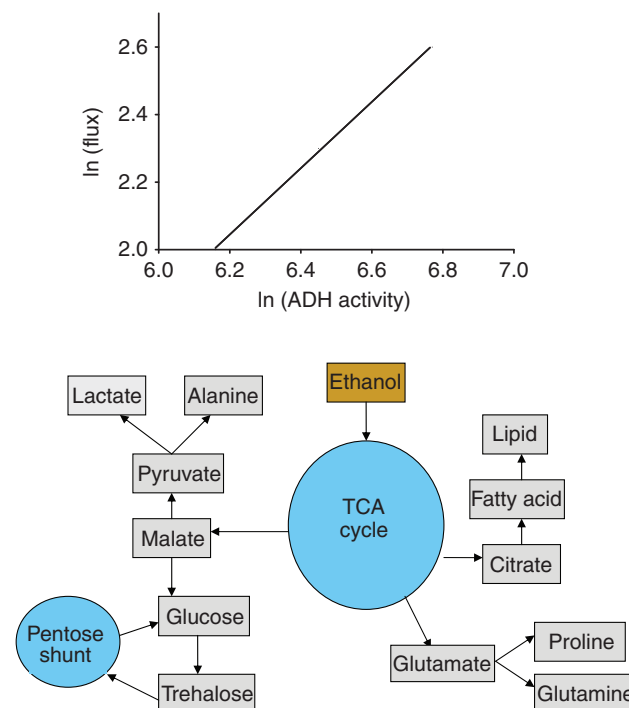 2.6
2.4
2.2
2.0
ln (flux)
6.0 6.2 6.4 6.6 6.8 7.0
ln (ADH activity)
Ethanol
Lactate Alanine
Lipid
Pyruvate
Fatty acid
TCA
cycle
Malate
Citrate
Glucose
Pentose
shunt
Proline
Glutamate
Trehalose
Glutamine